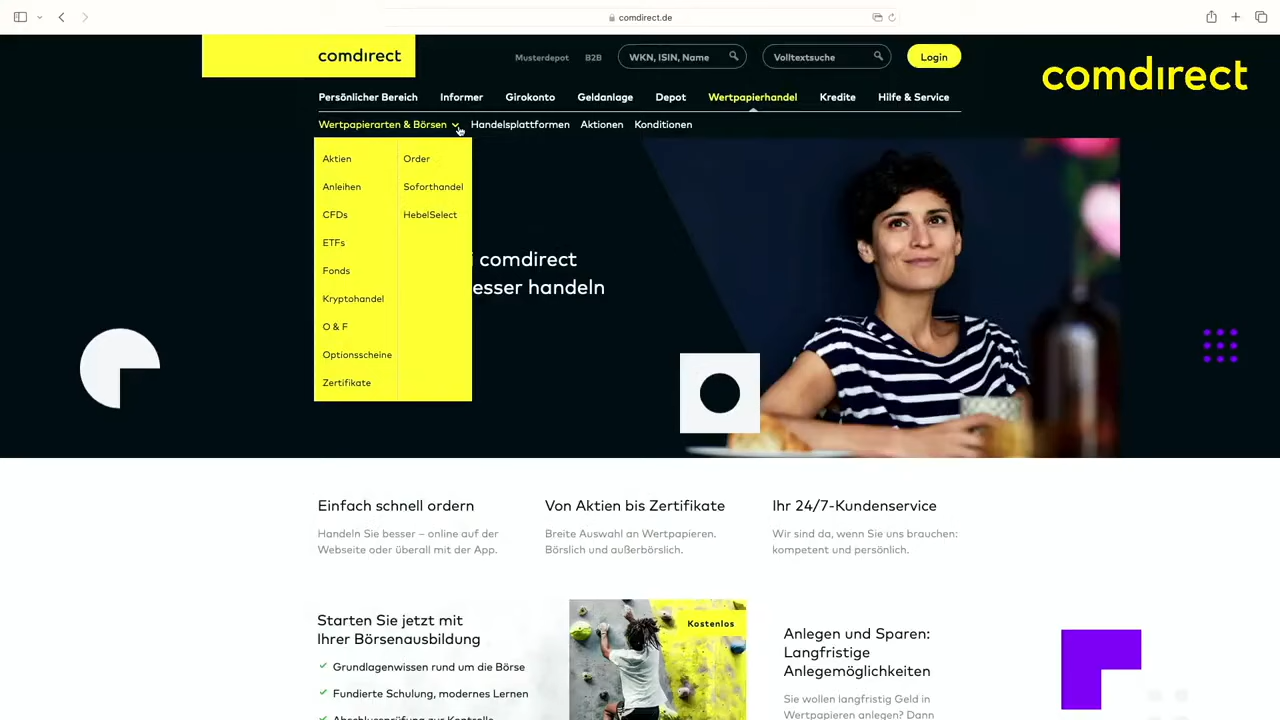 comdirect.de
comdirect
Musterdepot
B2B
WKN, ISIN, Name
Volltextsuche
Login
comdirect
Persönlicher Bereich
Informer
Girokonto
Geldanlage
Depot
Wertpapierhandel
Kredite
Hilfe & Service
Wertpapierarten & Börsen
Handelsplattformen
Aktionen
Konditionen
Aktien
Anleihen
CFDs
ETFs
Fonds
Kryptohandel
O & F
Optionsscheine
Zertifikate
Order
Soforthandel
HebelSelect
comdirect
esser handeln
Einfach schnell ordern
Handeln Sie besser – online auf der
Webseite oder überall mit der App.
Von Aktien bis Zertifikate
Breite Auswahl an Wertpapieren.
Börslich und außerbörslich.
Ihr 24/7-Kundenservice
Wir sind da, wenn Sie uns brauchen:
kompetent und persönlich.
Starten Sie jetzt mit
Ihrer Börsenausbildung
Grundlagenwissen rund um die Börse
Fundierte Schulung, modernes Lernen
Abschlussprüfung zur Kontrolle
Kostenlos
Anlegen und Sparen:
Langfristige
Anlegemöglichkeiten
Sie wollen langfristig Geld in
Wertpapieren anlegen? Dann